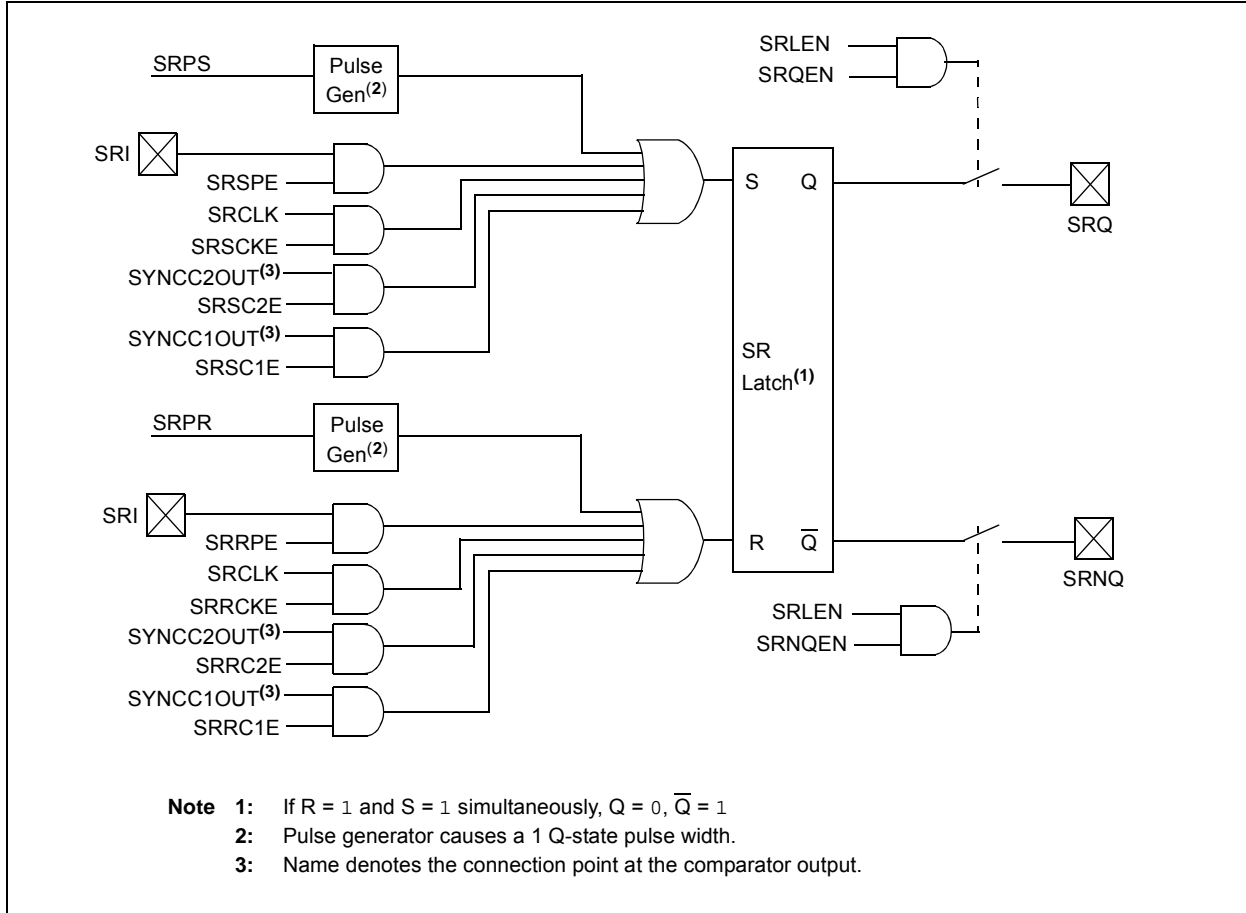 SRPS
Pulse
Gen(2)
SRI
SRSPE
SRCLK
SRSCKE
SYNCC2OUT(3)
SRSC2E
SYNCC1OUT(3)
SRSC1E
SRPR
Pulse
Gen(2)
SRI
SRRPE
SRCLK
SRRCKE
SYNCC2OUT(3)
SRRC2E
SYNCC1OUT(3)
SRRC1E
S Q
SR
Latch(1)
R Q̅
SRLEN
SRQEN
SRQ
SRNQ
SRLEN
SRNQEN
Note 1: If R = 1 and S = 1 simultaneously, Q = 0, Q̅ = 1
2: Pulse generator causes a 1 Q-state pulse width.
3: Name denotes the connection point at the comparator output.